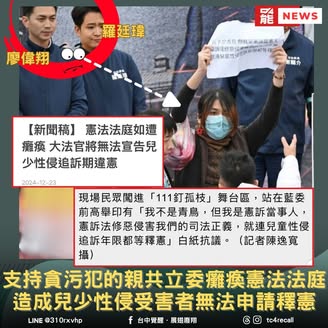 能 NEWS
羅廷瑋
廖偉翔
!!!
【新聞稿】 憲法法庭如遭
癱瘓 大法官將無法宣告兒
少性侵追訴期違憲
2024-12-23
現場民眾闖進「111釘孤枝」舞台區，站在藍委
前高舉印有「我不是青鳥，但我是憲訴當事人，
憲訴法修惡侵害我們的司法正義，就連兒童性侵
追訴年限都等釋憲」白紙抗議。（記者陳逸寬
攝）
支持貪污犯的親共立委癱瘓憲法法庭
造成兒少性侵受害者無法申請釋憲
LINE @310rxvhp
台中覺醒・展翅邁翔
tc4recall